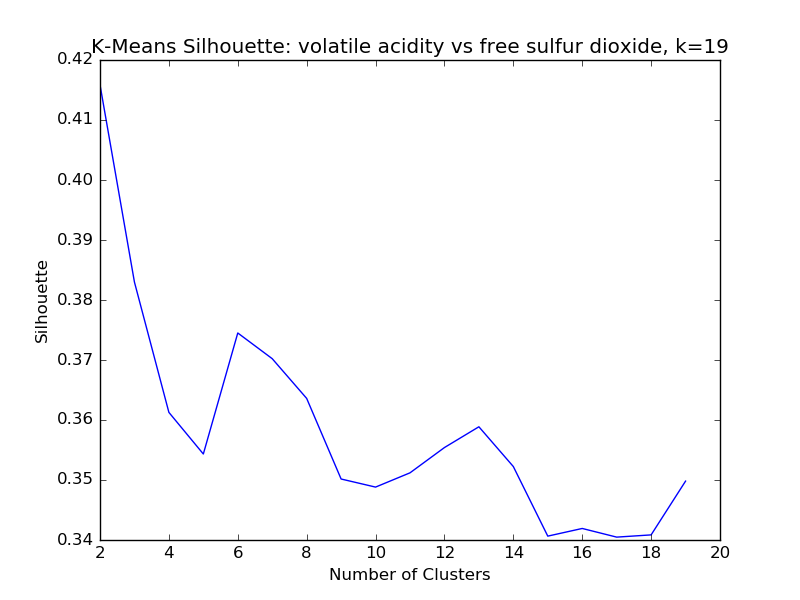 K-Means Silhouette: volatile acidity vs free sulfur dioxide, k=19
0.42
0.41
0.40
0.39
0.38
0.37
0.36
0.35
0.34
Silhouette
2 4 6 8 10 12 14 16 18 20
Number of Clusters